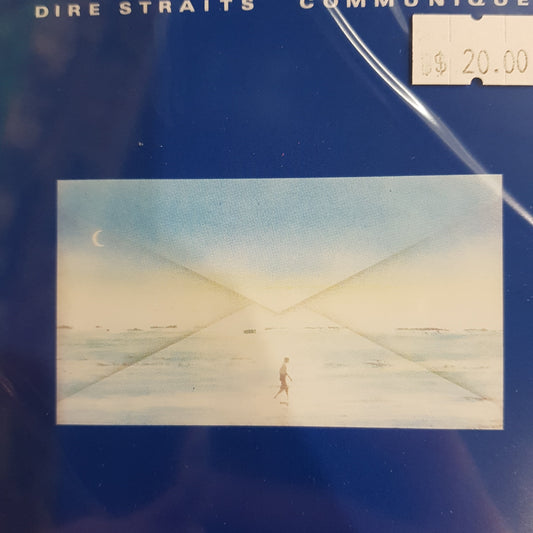 DIRE STRAITS COMMUNIQUE
$ 20.00